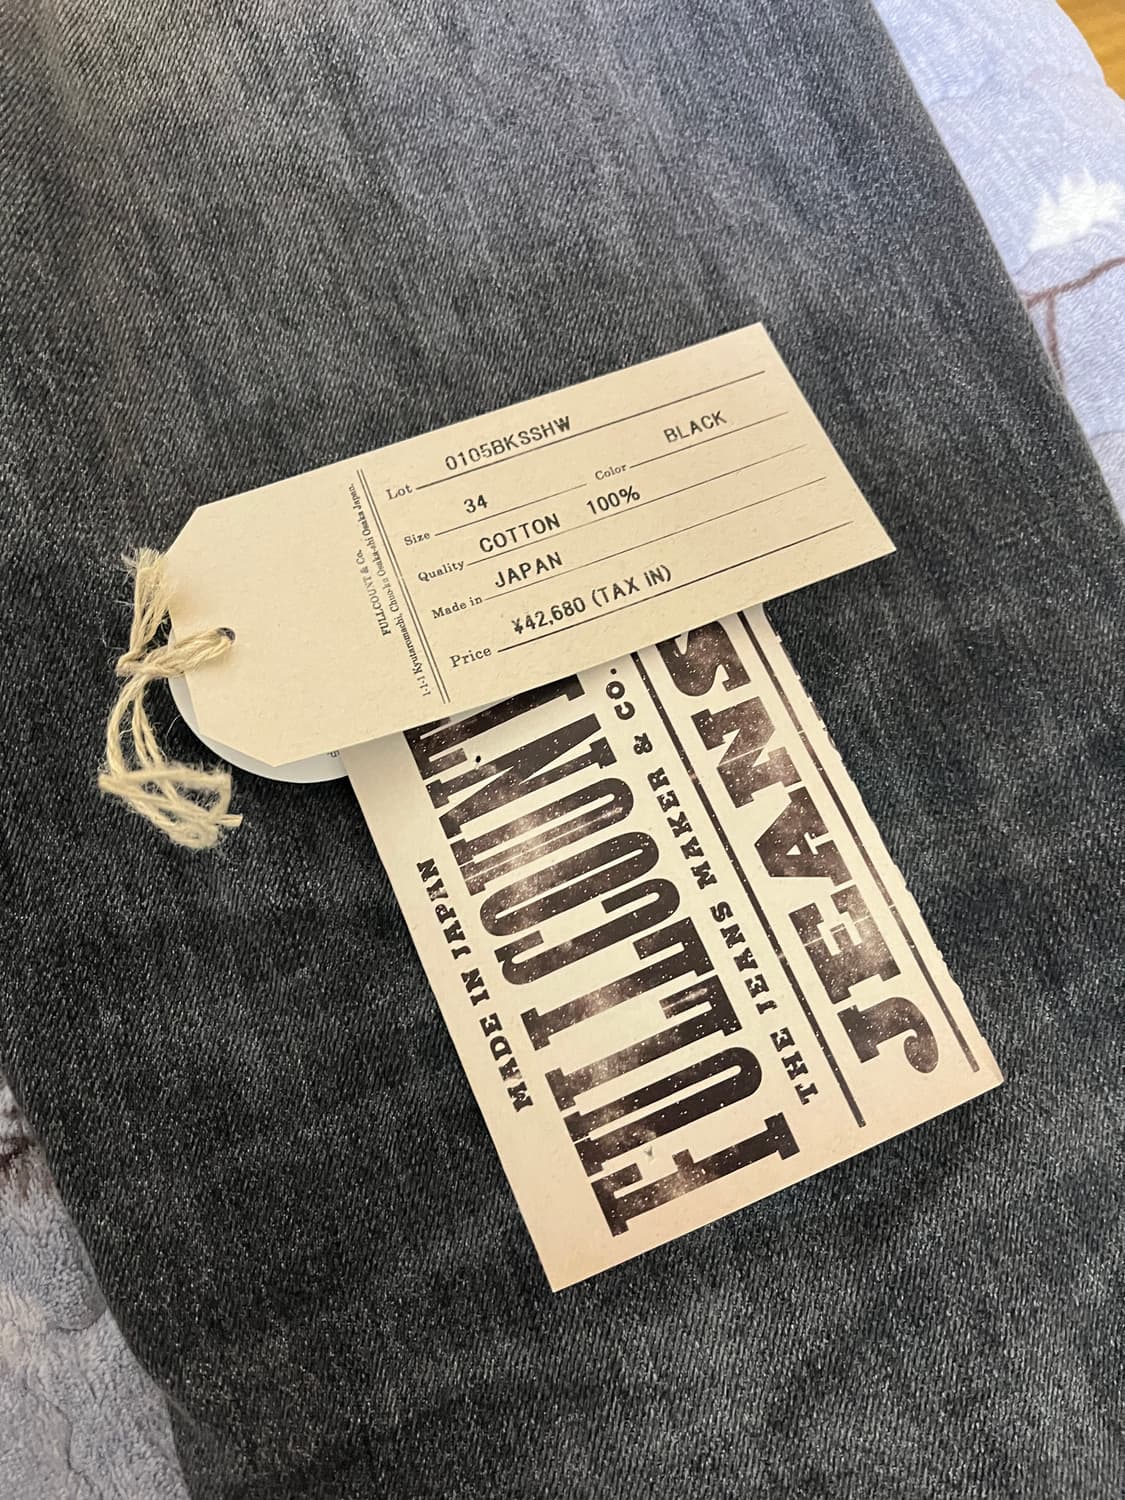 Lot 0105BKSSHW
Size 34 Color BLACK
Quality COTTON 100%
Made in JAPAN
Price ¥42,680 (TAX IN)
FULLCOUNT & Co.
1-1-1 Kyutaromachi, Chuo-ku Osaka-shi Osaka Japan.
MADE IN JAPAN
FULLCOUNT
THE JEANS MAKER & CO.
JEANS